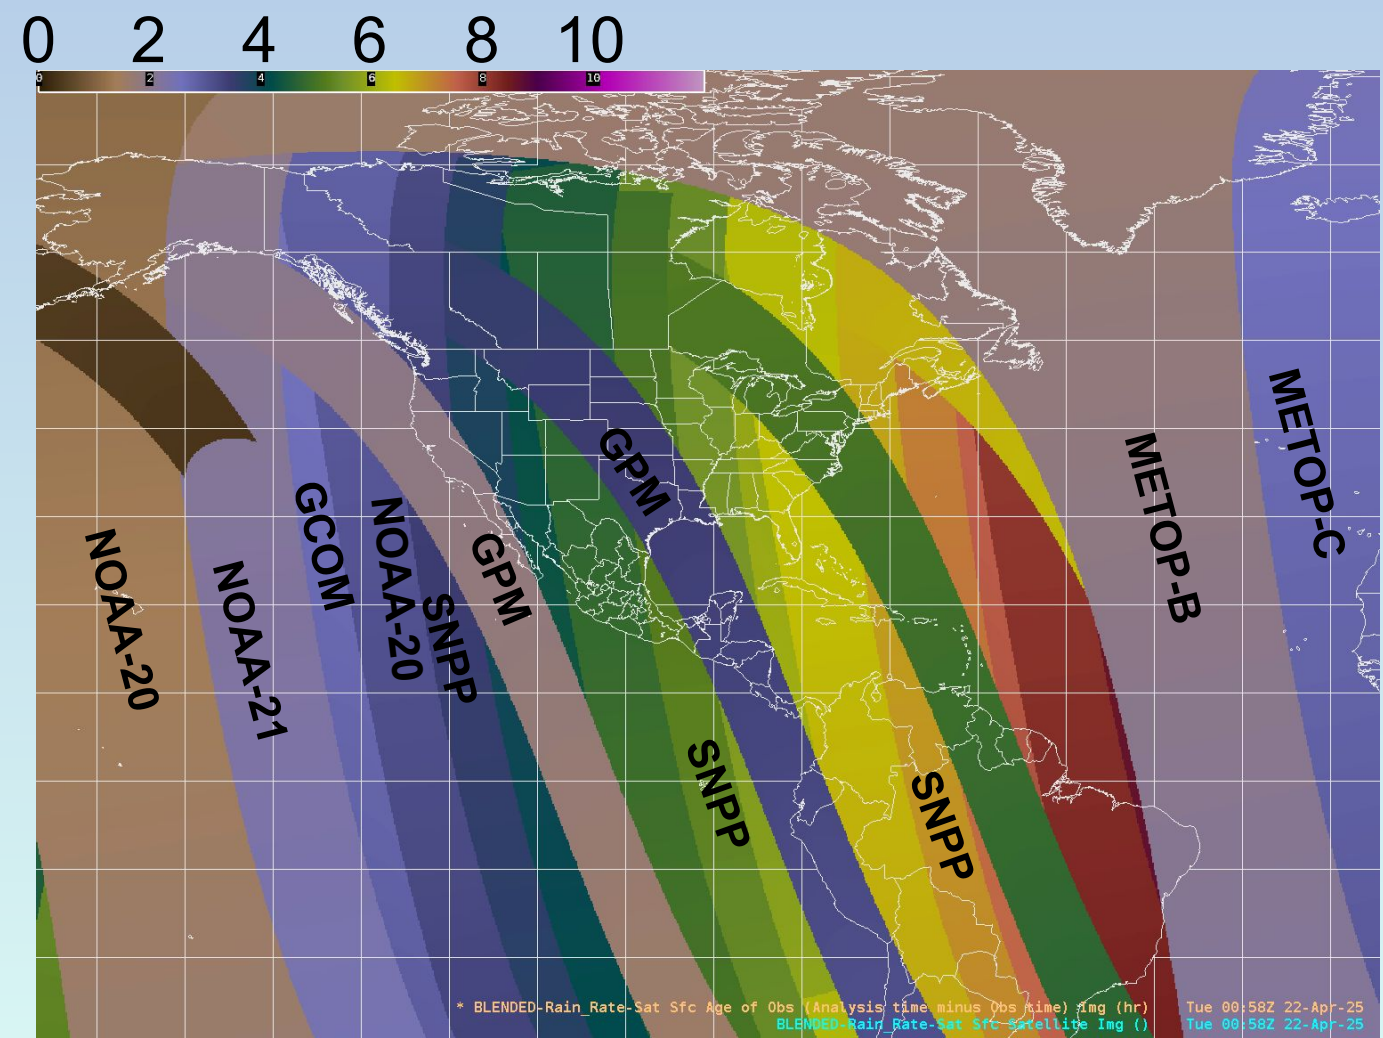 0 2 4 6 8 10
0 2 4 6 8 10
METOP-C
METOP-B
GPM
GCOM
NOAA-20
NOAA-20
GPM
NOAA-21
SNPP
SNPP
SNPP
* BLENDED-Rain_Rate-Sat Sfc Age of Obs (Analysis time minus Obs time) Img (hr) Tue 00:58Z 22-Apr-25
BLENDED-Rain_Rate-Sat Sfc Satellite Img () Tue 00:58Z 22-Apr-25